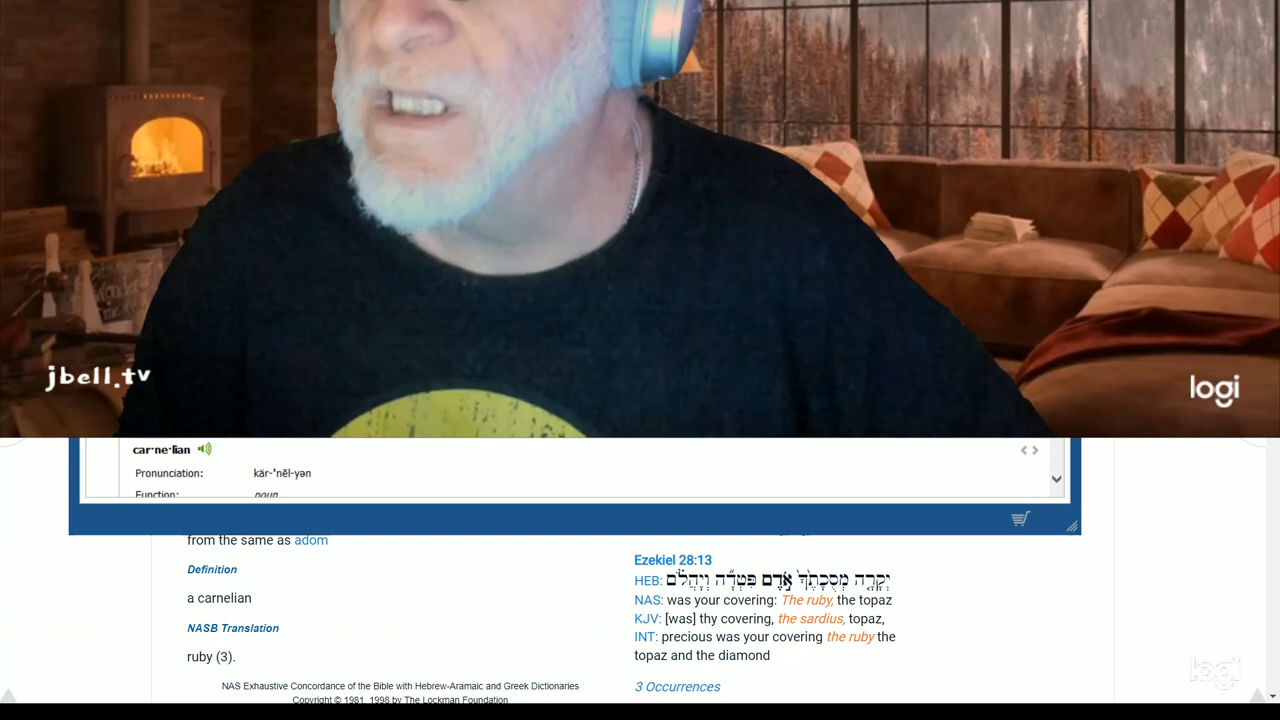 jbell.tv
logi
car·ne·lian
Pronunciation: kär-ˈnēl-yən
Function: noun
from the same as adom
Definition
a carnelian
NASB Translation
ruby (3).
NAS Exhaustive Concordance of the Bible with Hebrew-Aramaic and Greek Dictionaries
Copyright © 1981, 1998 by The Lockman Foundation
Ezekiel 28:13
HEB: יְקָרָ֣ה מְסֻכָתֶ֗ךָ אֹ֣דֶם פִּטְדָ֞ה וְיָהֲלֹ֗ם
NAS: was your covering: The ruby, the topaz
KJV: [was] thy covering, the sardius, topaz,
INT: precious was your covering the ruby the
topaz and the diamond
3 Occurrences
logi